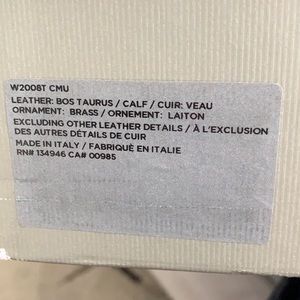 W2008T CMU
LEATHER: BOS TAURUS / CALF / CUIR: VEAU
ORNAMENT: BRASS / ORNEMENT: LAITON
EXCLUDING OTHER LEATHER DETAILS / À L'EXCLUSION
DES AUTRES DÉTAILS DE CUIR
MADE IN ITALY / FABRIQUÉ EN ITALIE
RN# 134946 CA# 00985